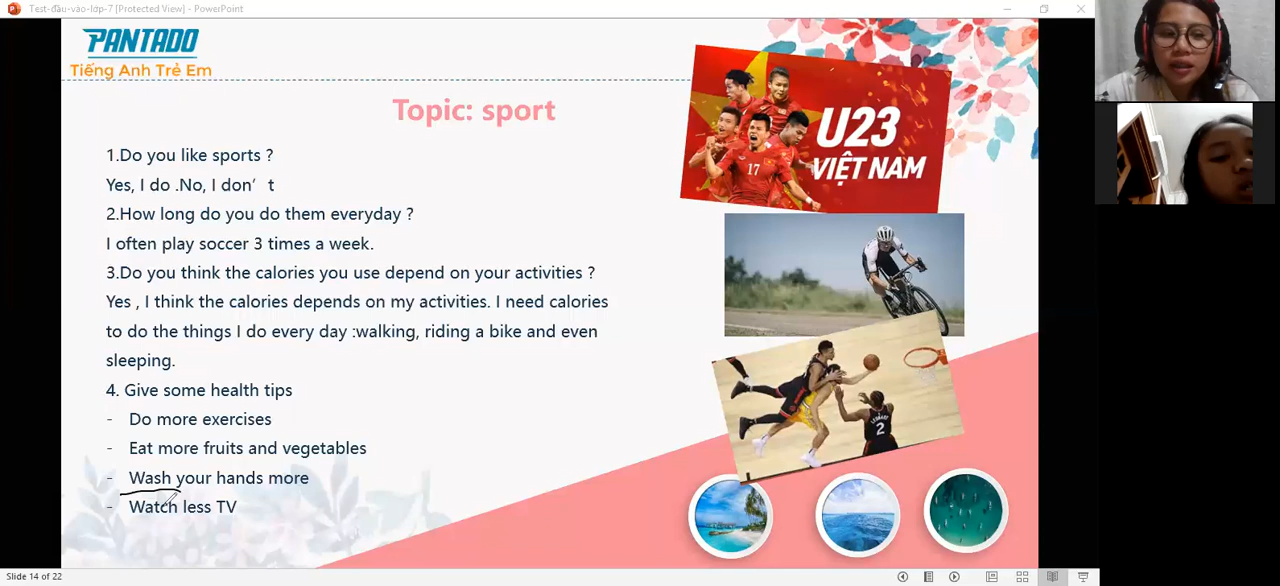 Test-đầu-vào-lớp-7 [Protected View] - PowerPoint
PANTADO
Tiếng Anh Trẻ Em
Topic: sport
1.Do you like sports ?
Yes, I do .No, I don’ t
2.How long do you do them everyday ?
I often play soccer 3 times a week.
3.Do you think the calories you use depend on your activities ?
Yes , I think the calories depends on my activities. I need calories
to do the things I do every day :walking, riding a bike and even
sleeping.
4. Give some health tips
- Do more exercises
- Eat more fruits and vegetables
- Wash your hands more
- Watch less TV
U23
VIỆT NAM
17
LEONARD
2
Slide 14 of 22